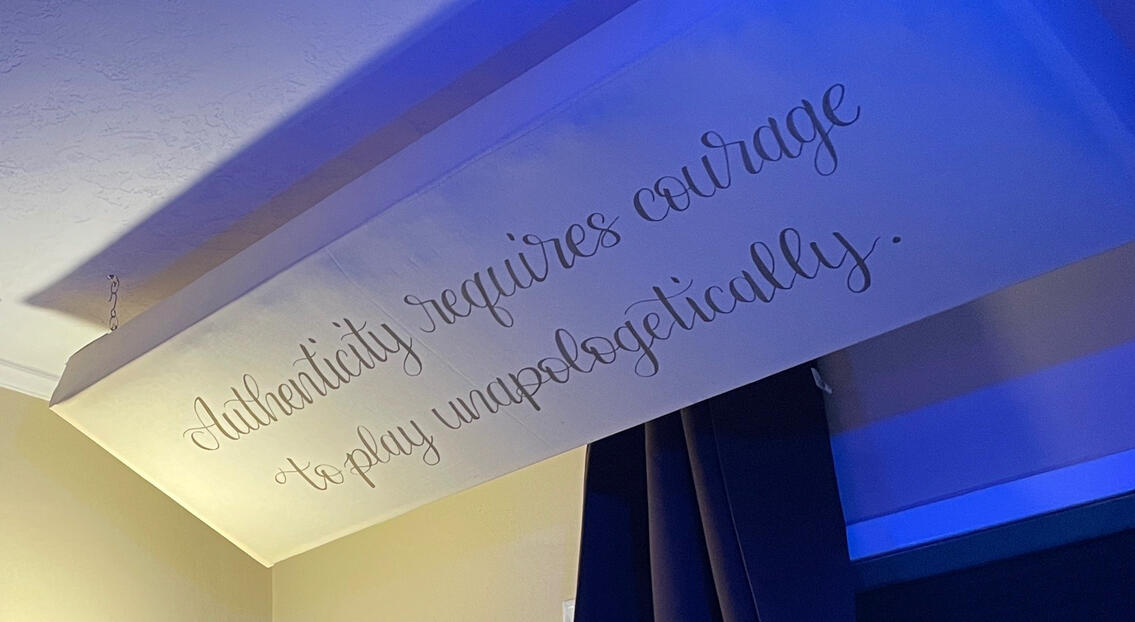 Authenticity requires courage
to play unapologetically.